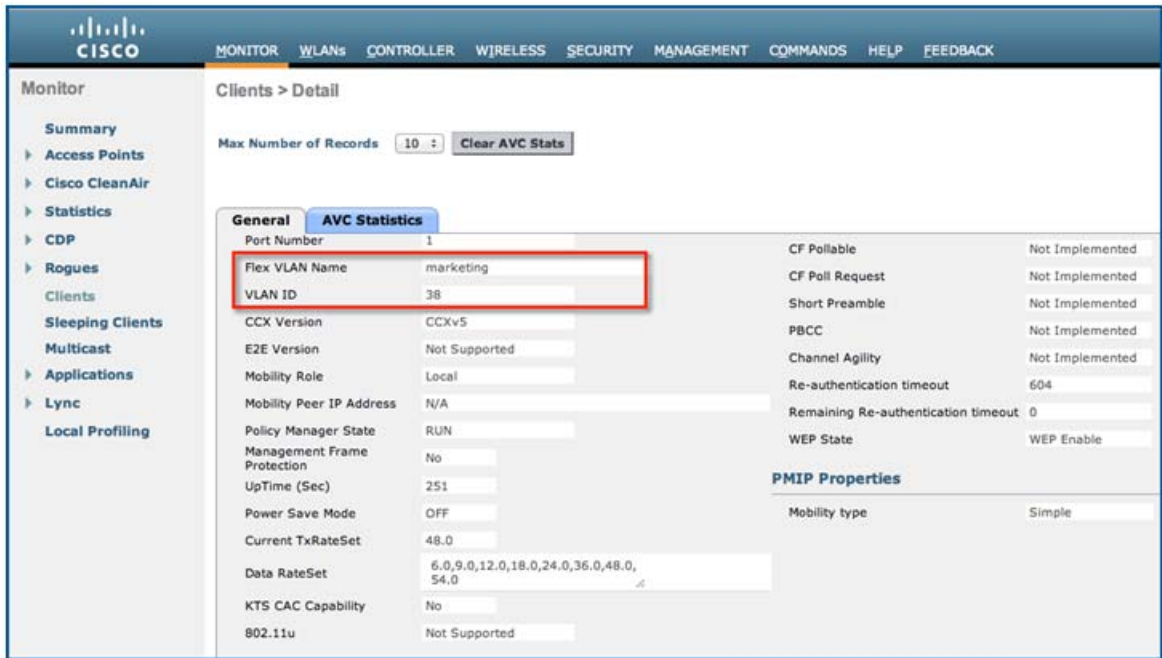 CISCO
MONITOR WLANs CONTROLLER WIRELESS SECURITY MANAGEMENT COMMANDS HELP FEEDBACK
Monitor
Summary
Access Points
Cisco CleanAir
Statistics
CDP
Rogues
Clients
Sleeping Clients
Multicast
Applications
Lync
Local Profiling
Clients > Detail
Max Number of Records 10 Clear AVC Stats
General AVC Statistics
Port Number 1
Flex VLAN Name marketing
VLAN ID 38
CCX Version CCXv5
E2E Version Not Supported
Mobility Role Local
Mobility Peer IP Address N/A
Policy Manager State RUN
Management Frame
Protection No
UpTime (Sec) 251
Power Save Mode OFF
Current TxRateSet 48.0
Data RateSet 6.0,9.0,12.0,18.0,24.0,36.0,48.0,
54.0
KTS CAC Capability No
802.11u Not Supported
CF Pollable Not Implemented
CF Poll Request Not Implemented
Short Preamble Not Implemented
PBCC Not Implemented
Channel Agility Not Implemented
Re-authentication timeout 604
Remaining Re-authentication timeout 0
WEP State WEP Enable
PMIP Properties
Mobility type Simple